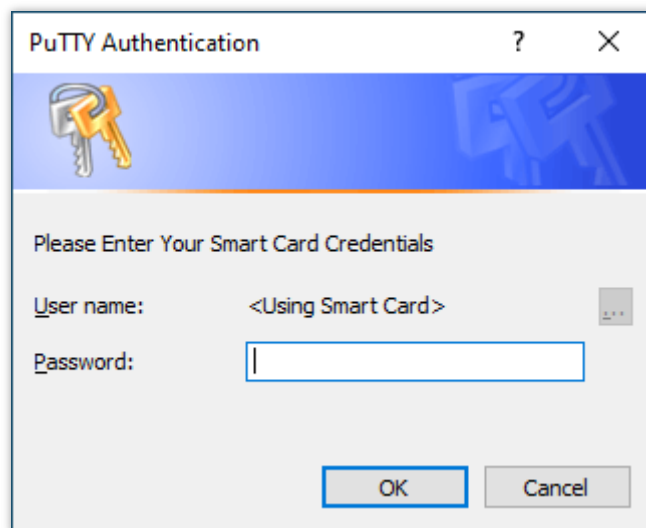 PuTTY Authentication
?
Please Enter Your Smart Card Credentials
User name: <Using Smart Card> ...
Password:
OK Cancel